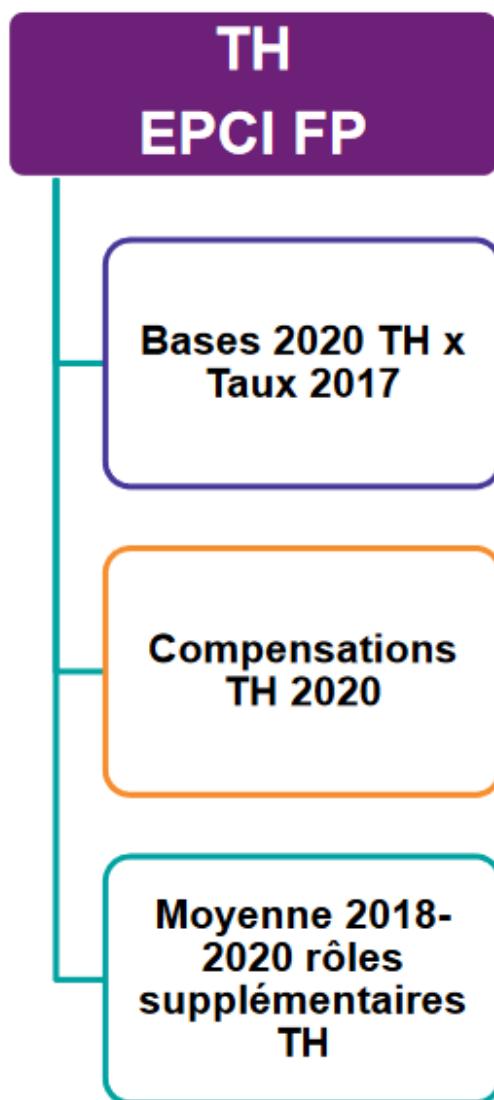 TH
EPCI FP
Bases 2020 TH x
Taux 2017
Compensations
TH 2020
Moyenne 2018-
2020 rôles
supplémentaires
TH